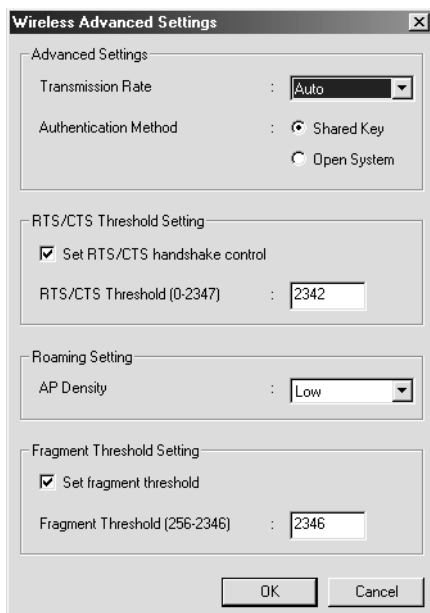 Wireless Advanced Settings
Advanced Settings
Transmission Rate : Auto
Authentication Method : Shared Key
Open System
RTS/CTS Threshold Setting
Set RTS/CTS handshake control
RTS/CTS Threshold (0-2347) : 2342
Roaming Setting
AP Density : Low
Fragment Threshold Setting
Set fragment threshold
Fragment Threshold (256-2346) : 2346
OK Cancel